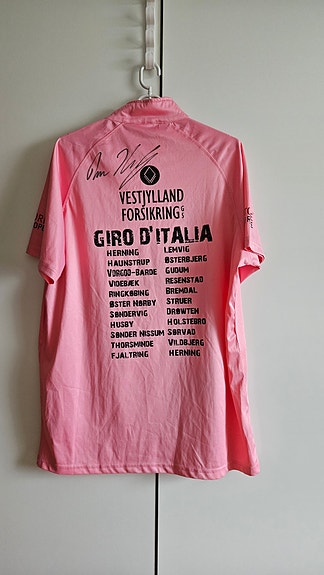 VESTJYLLAND
FORSIKRING GS
GIRO D'ITALIA
HERNING
HAUNSTRUP
VORGOD-BARDE
VIDEBÆK
RINGKØBING
ØSTER NØRBY
SØNDERVIG
HUSBY
SØNDER NISSUM
THORSMINDE
FJALTRING
LEMVIG
ØSTERBJERG
GUDUM
RESENSTAD
BREMDAL
STRUER
DRØWTEN
HOLSTEBRO
SØRVAD
VILDBJERG
HERNING